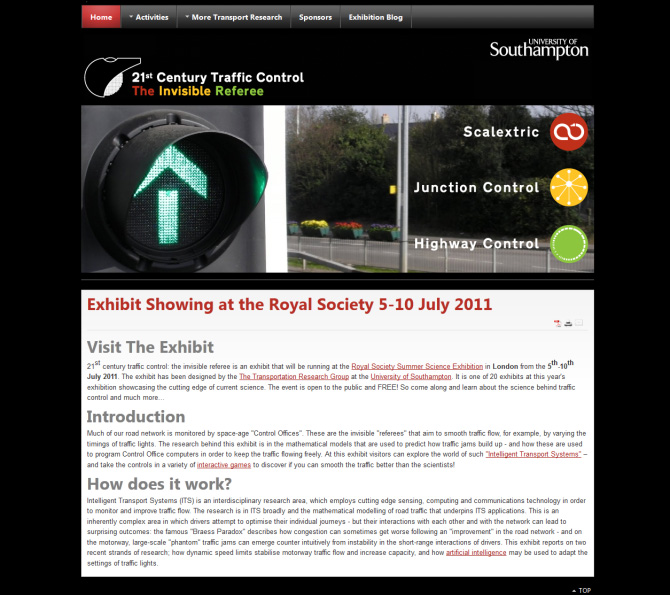 Home Activities More Transport Research Sponsors Exhibition Blog
UNIVERSITY OF
Southampton
21st Century Traffic Control
The Invisible Referee
Scalextric
Junction Control
Highway Control
Exhibit Showing at the Royal Society 5-10 July 2011
Visit The Exhibit
21st century traffic control: the invisible referee is an exhibit that will be running at the Royal Society Summer Science Exhibition in London from the 5th-10th
July 2011. The exhibit has been designed by the The Transportation Research Group at the University of Southampton. It is one of 20 exhibits at this year's
exhibition showcasing the cutting edge of current science. The event is open to the public and FREE! So come along and learn about the science behind traffic
control and much more...
Introduction
Much of our road network is monitored by space-age "Control Offices". These are the invisible "referees" that aim to smooth traffic flow, for example, by varying the
timings of traffic lights. The research behind this exhibit is in the mathematical models that are used to predict how traffic jams build up - and how these are used
to program Control Office computers in order to keep the traffic flowing freely. At this exhibit visitors can explore the world of such "Intelligent Transport Systems" –
and take the controls in a variety of interactive games to discover if you can smooth the traffic better than the scientists!
How does it work?
Intelligent Transport Systems (ITS) is an interdisciplinary research area, which employs cutting edge sensing, computing and communications technology in order
to monitor and improve traffic flow. The research is in ITS broadly and the mathematical modelling of road traffic that underpins ITS applications. This is an
inherently complex area in which drivers attempt to optimise their individual journeys - but their interactions with each other and with the network can lead to
surprising outcomes: the famous "Braess Paradox" describes how congestion can sometimes get worse following an "improvement" in the road network - and on
the motorway, large-scale "phantom" traffic jams can emerge counter intuitively from instability in the short-range interactions of drivers. This exhibit reports on two
recent strands of research; how dynamic speed limits stabilise motorway traffic flow and increase capacity, and how artificial intelligence may be used to adapt the
settings of traffic lights.
TOP